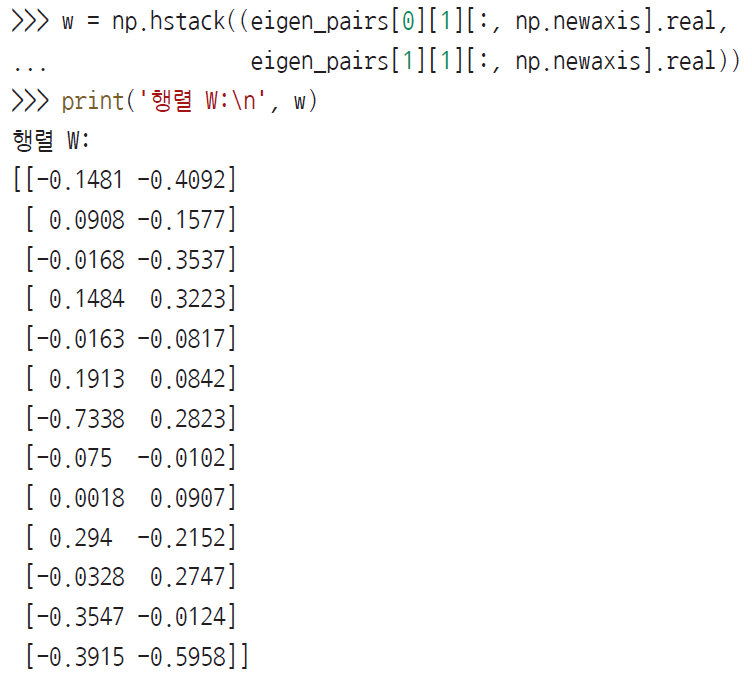 >>> w = np.hstack((eigen_pairs[0][1][:, np.newaxis].real,
...                eigen_pairs[1][1][:, np.newaxis].real))
>>> print('행렬 W:\n', w)
행렬 W:
[[-0.1481 -0.4092]
 [ 0.0908 -0.1577]
 [-0.0168 -0.3537]
 [ 0.1484  0.3223]
 [-0.0163 -0.0817]
 [ 0.1913  0.0842]
 [-0.7338  0.2823]
 [-0.075  -0.0102]
 [ 0.0018  0.0907]
 [ 0.294  -0.2152]
 [-0.0328  0.2747]
 [-0.3547 -0.0124]
 [-0.3915 -0.5958]]